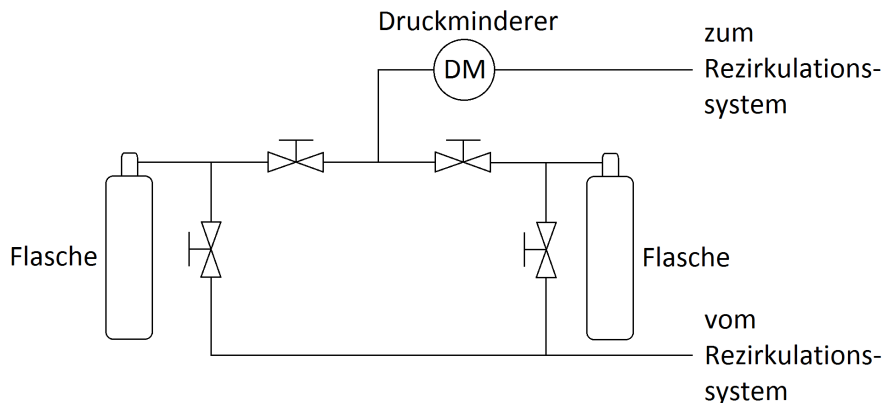 Druckminderer
DM
zum
Rezirkulations-
system
Flasche
Flasche
vom
Rezirkulations-
system